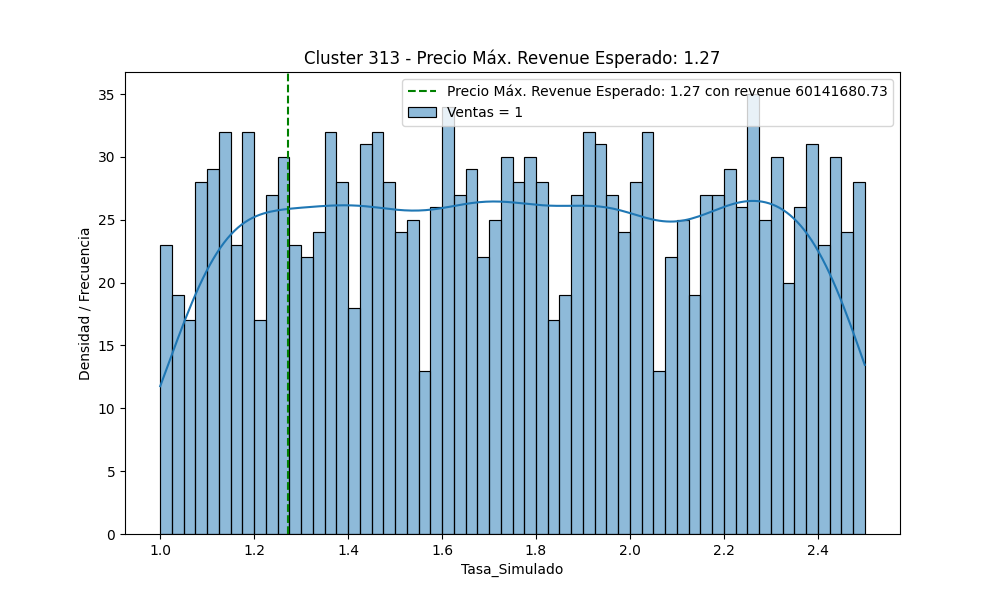 Cluster 313 - Precio Máx. Revenue Esperado: 1.27
Precio Máx. Revenue Esperado: 1.27 con revenue 60141680.73
Ventas = 1
Densidad / Frecuencia
35
30
25
20
15
10
5
0
1.0 1.2 1.4 1.6 1.8 2.0 2.2 2.4
Tasa_Simulado